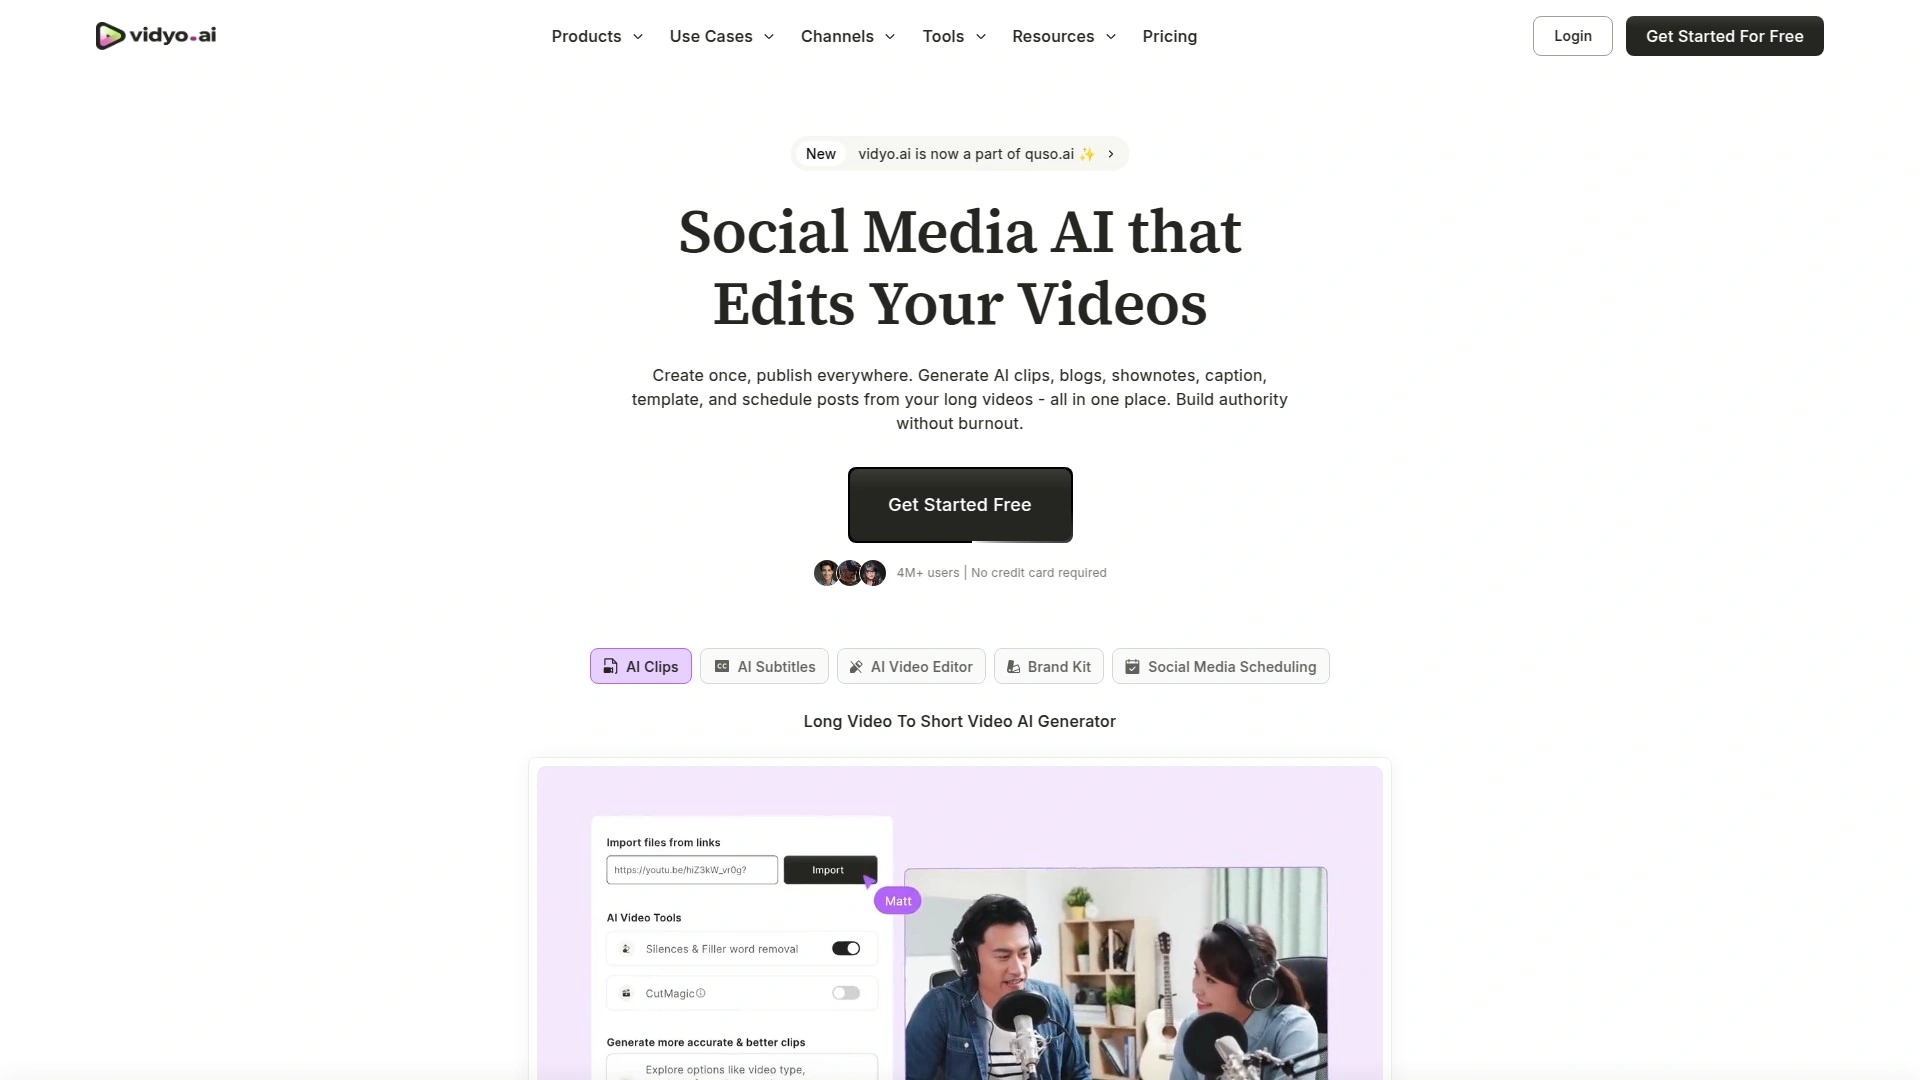 vidyo.ai
Products
Use Cases
Channels
Tools
Resources
Pricing
Login
Get Started For Free
New vidyo.ai is now a part of quso.ai ✨
Social Media AI that
Edits Your Videos
Create once, publish everywhere. Generate AI clips, blogs, shownotes, caption,
template, and schedule posts from your long videos - all in one place. Build authority
without burnout.
Get Started Free
4M+ users | No credit card required
AI Clips
CC AI Subtitles
AI Video Editor
Brand Kit
Social Media Scheduling
Long Video To Short Video AI Generator
Import files from links
https://youtu.be/hiZ3kW_vr0g?
Import
Matt
AI Video Tools
Silences & Filler word removal
CutMagic
Generate more accurate & better clips
Explore options like video type,